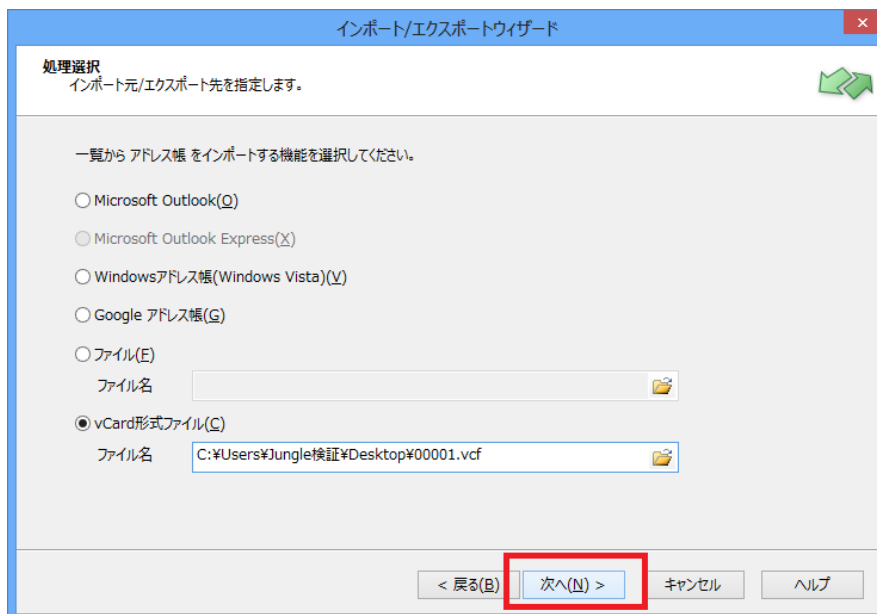 インポート/エクスポートウィザード
処理選択
インポート元/エクスポート先を指定します。
一覧から アドレス帳 をインポートする機能を選択してください。
Microsoft Outlook(O)
Microsoft Outlook Express(X)
Windowsアドレス帳(Windows Vista)(V)
Google アドレス帳(G)
ファイル(F)
ファイル名
vCard形式ファイル(C)
ファイル名 C:¥Users¥Jungle検証¥Desktop¥00001.vcf
< 戻る(B) 次へ(N) > キャンセル ヘルプ